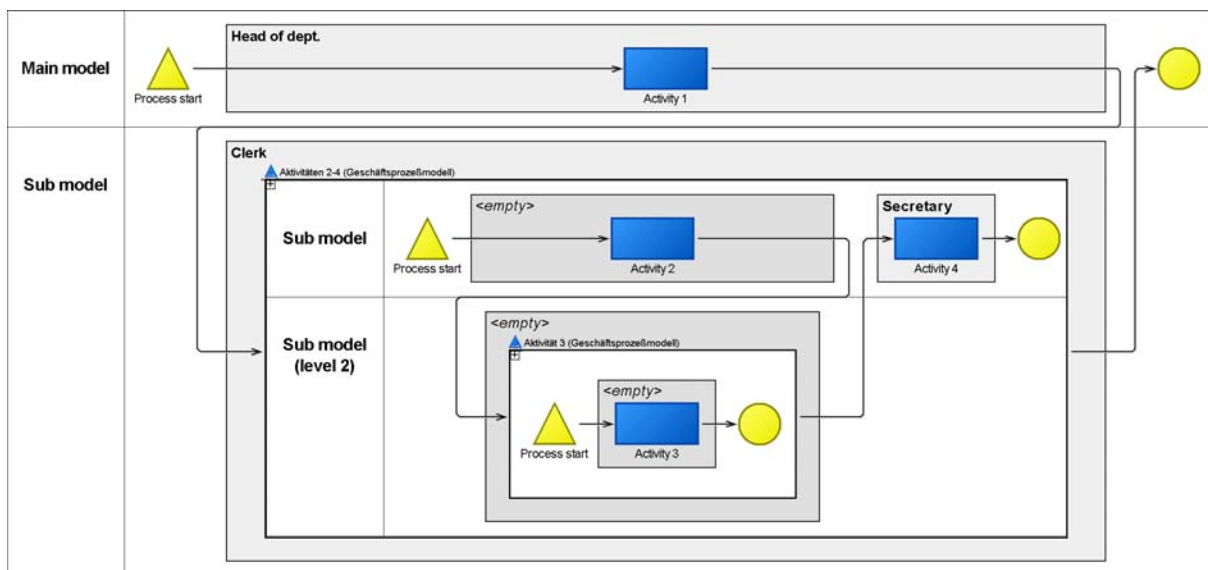 Head of dept.
Main model
Process start
Activity 1
Sub model
Clerk
Aktivitäten 2-4 (Geschäftsprozeßmodell)
<empty>
Secretary
Sub model
Process start
Activity 2
Activity 4
<empty>
Sub model
(level 2)
Aktivität 3 (Geschäftsprozeßmodell)
<empty>
Process start
Activity 3